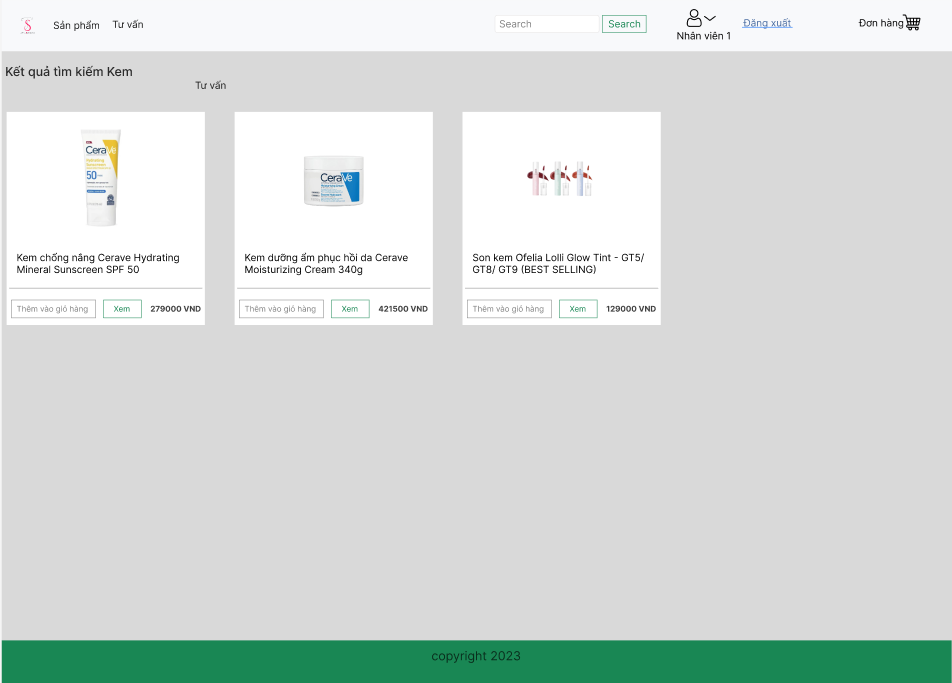 S
Sản phẩm
Tư vấn
Search
Search
Nhân viên 1
Đăng xuất
Đơn hàng
Kết quả tìm kiếm Kem
Tư vấn
CeraVe
50
Kem chống nắng Cerave Hydrating
Mineral Sunscreen SPF 50
Thêm vào giỏ hàng
Xem
279000 VND
CeraVe
Kem dưỡng ẩm phục hồi da Cerave
Moisturizing Cream 340g
Thêm vào giỏ hàng
Xem
421500 VND
Son kem Ofelia Lolli Glow Tint - GT5/
GT8/ GT9 (BEST SELLING)
Thêm vào giỏ hàng
Xem
129000 VND
copyright 2023